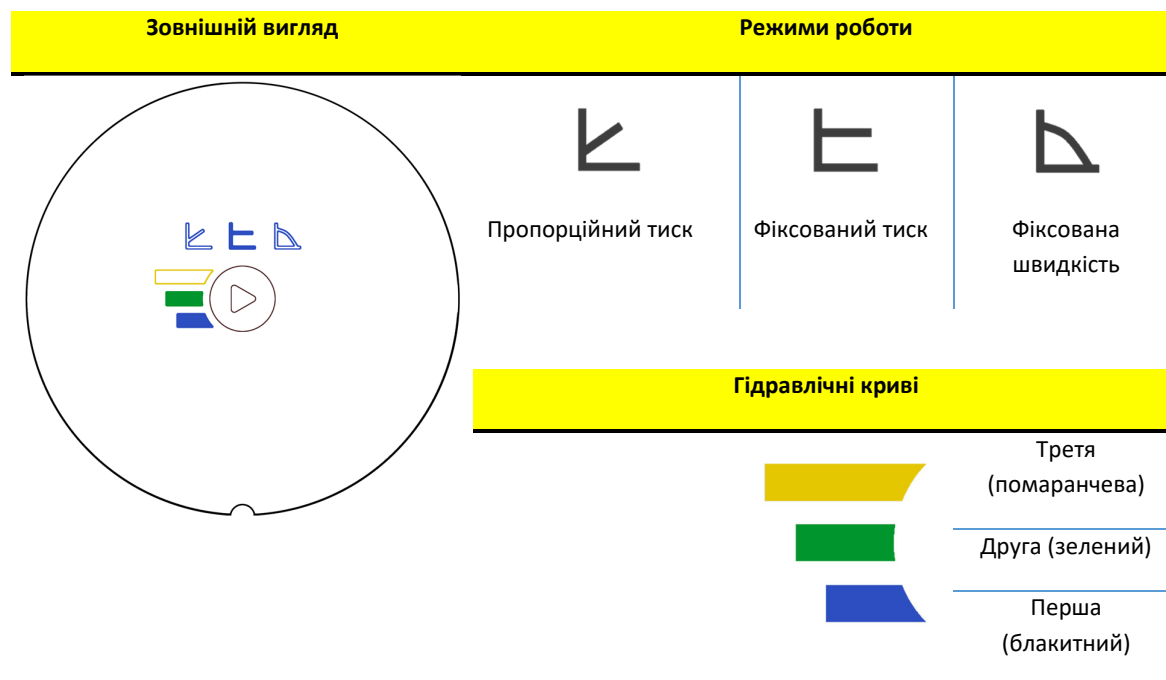 Зовнішній вигляд
Режими роботи
Пропорційний тиск
Фіксований тиск
Фіксована
швидкість
Гідравлічні криві
Третя
(помаранчева)
Друга (зелений)
Перша
(блакитний)